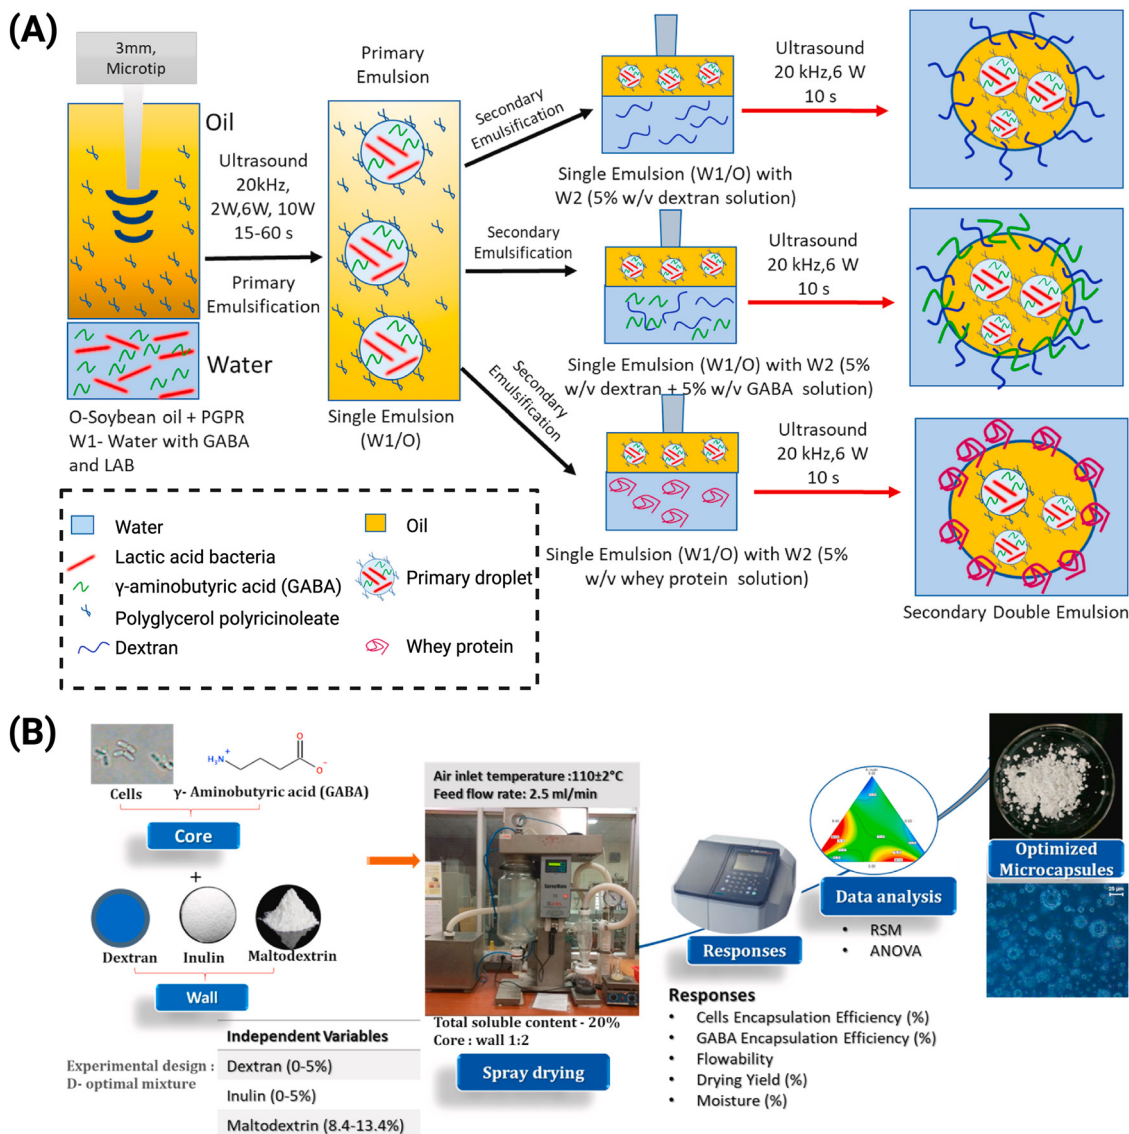 (A)
3mm,
Microtip
Oil
Ultrasound
20kHz,
2W,6W, 10W
15-60 s
Primary
Emulsification
Water
O-Soybean oil + PGPR
W1- Water with GABA
and LAB
Primary
Emulsion
Single Emulsion
(W1/O)
Secondary
Emulsification
Secondary
Emulsification
Secondary
Emulsification
Single Emulsion (W1/O) with
W2 (5% w/v dextran solution)
Ultrasound
20 kHz,6 W
10 s
Single Emulsion (W1/O) with W2 (5%
w/v dextran + 5% w/v GABA solution)
Ultrasound
20 kHz,6 W
10 s
Single Emulsion (W1/O) with W2 (5%
w/v whey protein solution)
Ultrasound
20 kHz,6 W
10 s
Secondary Double Emulsion
Water
Lactic acid bacteria
γ-aminobutyric acid (GABA)
Polyglycerol polyricinoleate
Dextran
Oil
Primary droplet
Whey protein
(B)
Cells
H₃N⁺
O
O⁻
γ- Aminobutyric acid (GABA)
Core
+
Dextran
Inulin
Maltodextrin
Wall
Experimental design :
D- optimal mixture
Independent Variables
Dextran (0-5%)
Inulin (0-5%)
Maltodextrin (8.4-13.4%)
Air inlet temperature :110±2°C
Feed flow rate: 2.5 ml/min
Total soluble content - 20%
Core : wall 1:2
Spray drying
Responses
Responses
• Cells Encapsulation Efficiency (%)
• GABA Encapsulation Efficiency (%)
• Flowability
• Drying Yield (%)
• Moisture (%)
Data analysis
• RSM
• ANOVA
Optimized
Microcapsules
25 µm